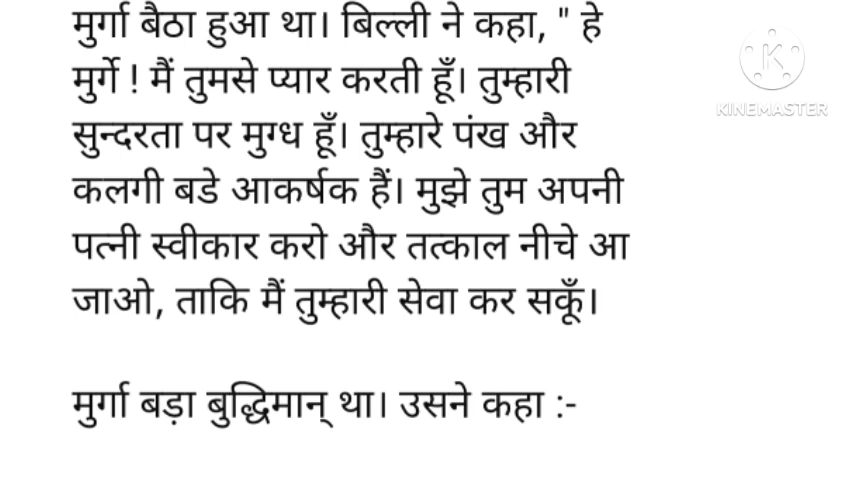 मुर्गा बैठा हुआ था। बिल्ली ने कहा, " हे
मुर्गे ! मैं तुमसे प्यार करती हूँ। तुम्हारी
सुन्दरता पर मुग्ध हूँ। तुम्हारे पंख और
कलगी बडे आकर्षक हैं। मुझे तुम अपनी
पत्नी स्वीकार करो और तत्काल नीचे आ
जाओ, ताकि मैं तुम्हारी सेवा कर सकूँ।
मुर्गा बड़ा बुद्धिमान् था। उसने कहा :-
K
KINEMASTER